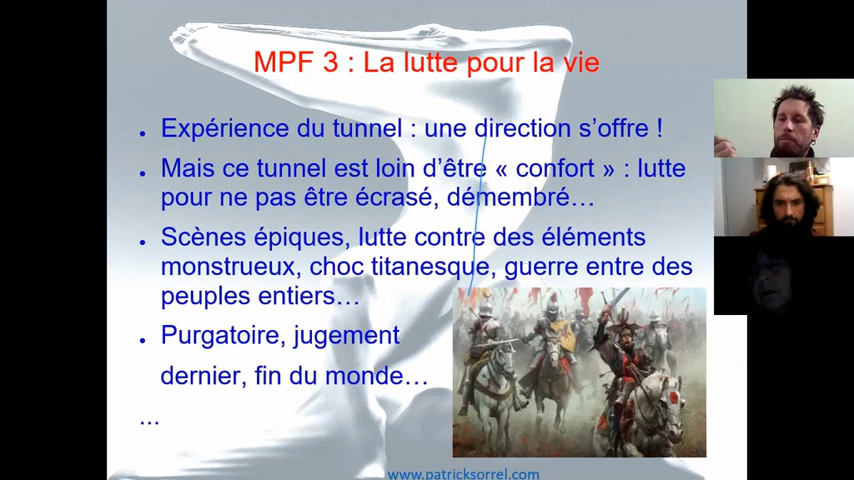 MPF 3 : La lutte pour la vie
Expérience du tunnel : une direction s'offre !
Mais ce tunnel est loin d'être « confort » : lutte
pour ne pas être écrasé, démembré…
Scènes épiques, lutte contre des éléments
monstrueux, choc titanesque, guerre entre des
peuples entiers…
Purgatoire, jugement
dernier, fin du monde…
...
www.patricksorrel.com